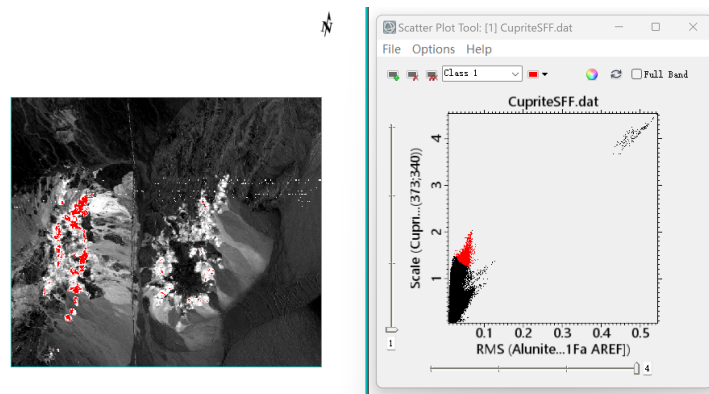 N
Scatter Plot Tool: [1] CupriteSFF.dat
File Options Help
Class 1
Full Band
CupriteSFF.dat
Scale (Cupri...(373;340))
4
3
2
1
0.1 0.2 0.3 0.4 0.5
RMS (Alunite...1Fa AREF])
1
4